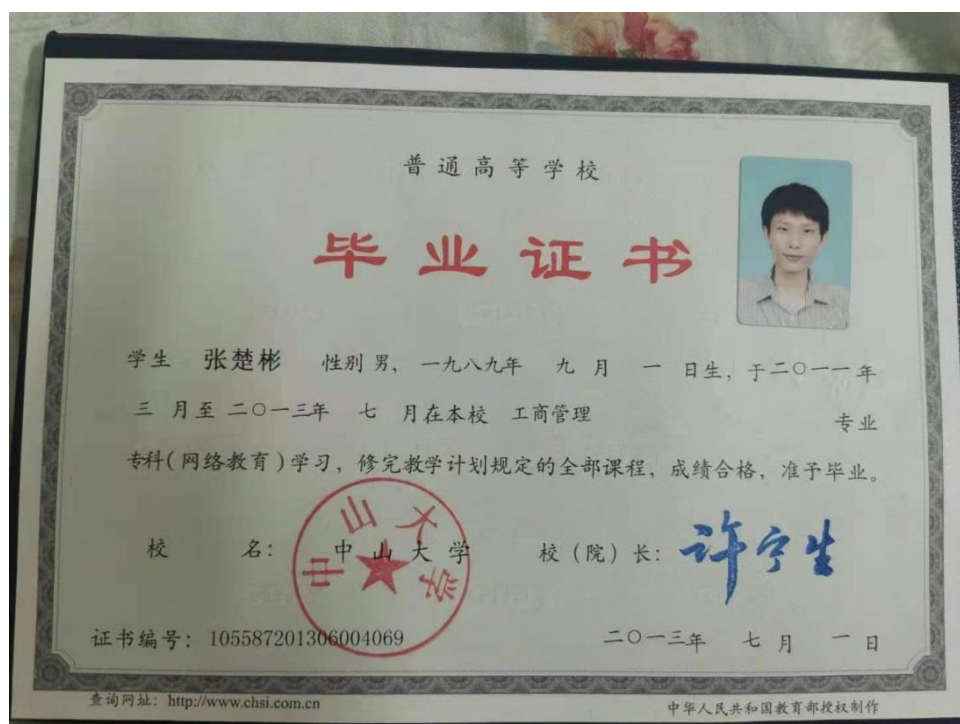 普通高等学校
毕业证书
学生 张楚彬 性别 男, 一九八九年 九 月 一 日生, 于二〇一一年
三 月至 二〇一三年 七 月在本校 工商管理 专业
专科(网络教育)学习, 修完教学计划规定的全部课程, 成绩合格, 准予毕业。
校 名: 中山大学 校(院)长: 许宁生
中山大学
证书编号: 105587201306004069 二〇一三年 七 月 一 日
查询网址: http://www.chsi.com.cn 中华人民共和国教育部授权制作